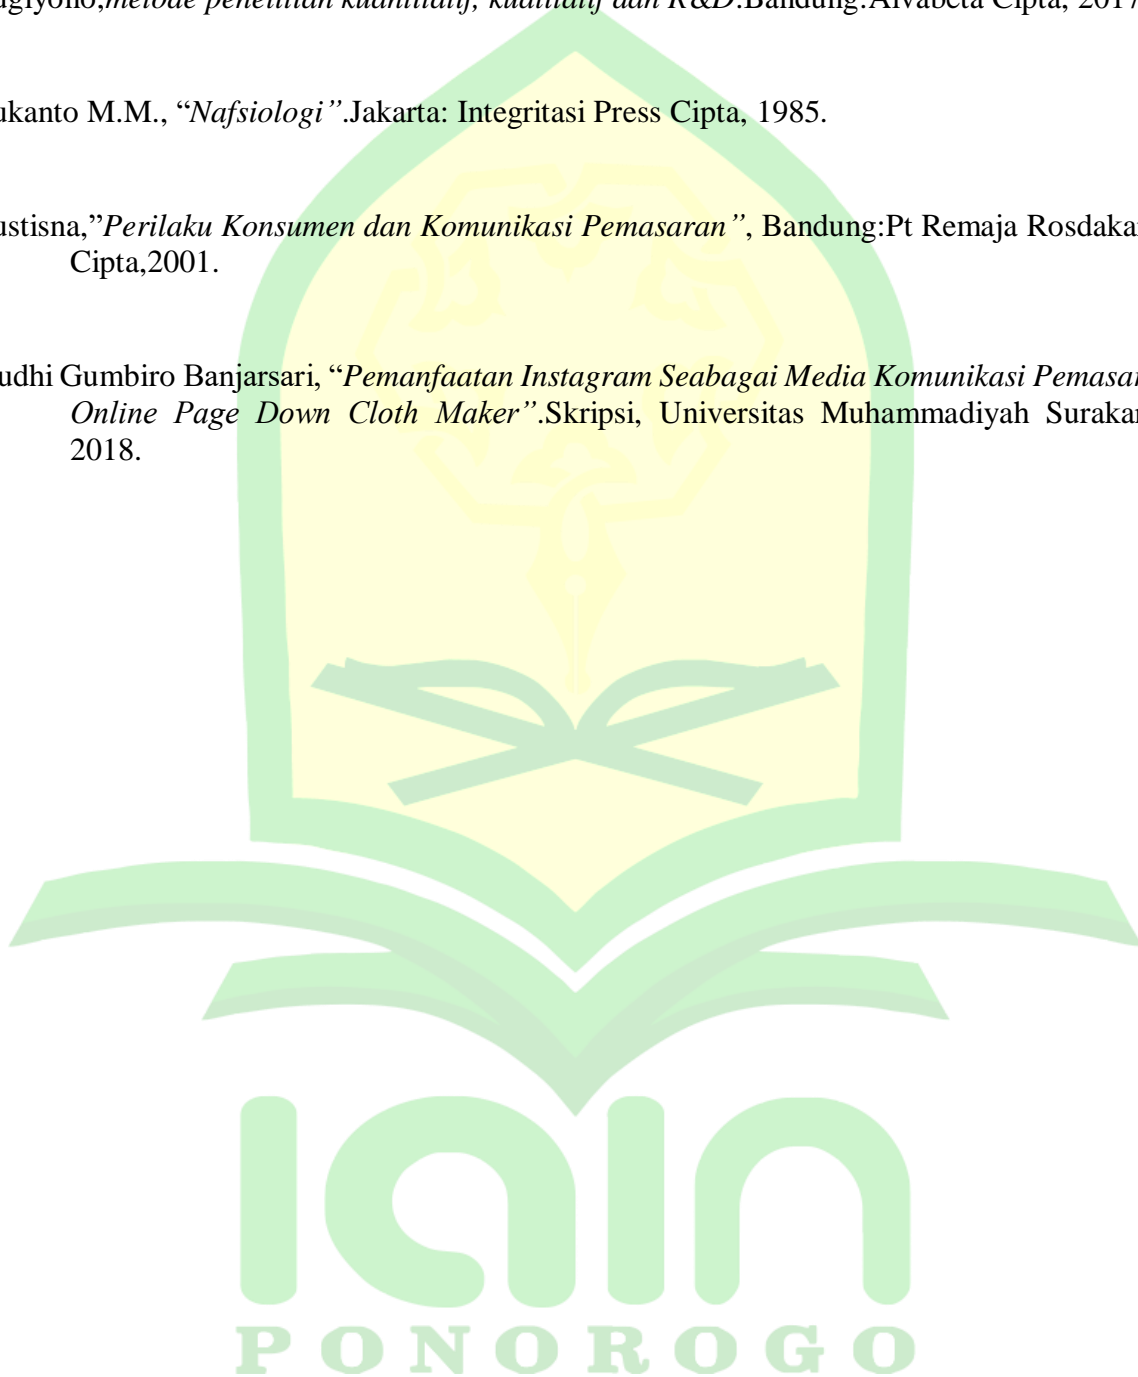 ugiyono,metode penelitian kuantitatif, kualitatif dan R&D.Bandung:Alvabeta Cipta, 2017
ukanto M.M., “Nafsiologi”.Jakarta: Integritasi Press Cipta, 1985.
ustisna,”Perilaku Konsumen dan Komunikasi Pemasaran”, Bandung:Pt Remaja Rosdakar
Cipta,2001.
udhi Gumbiro Banjarsari, “Pemanfaatan Instagram Seabagai Media Komunikasi Pemasar
Online Page Down Cloth Maker”.Skripsi, Universitas Muhammadiyah Surakar
2018.
iain
PONOROGO